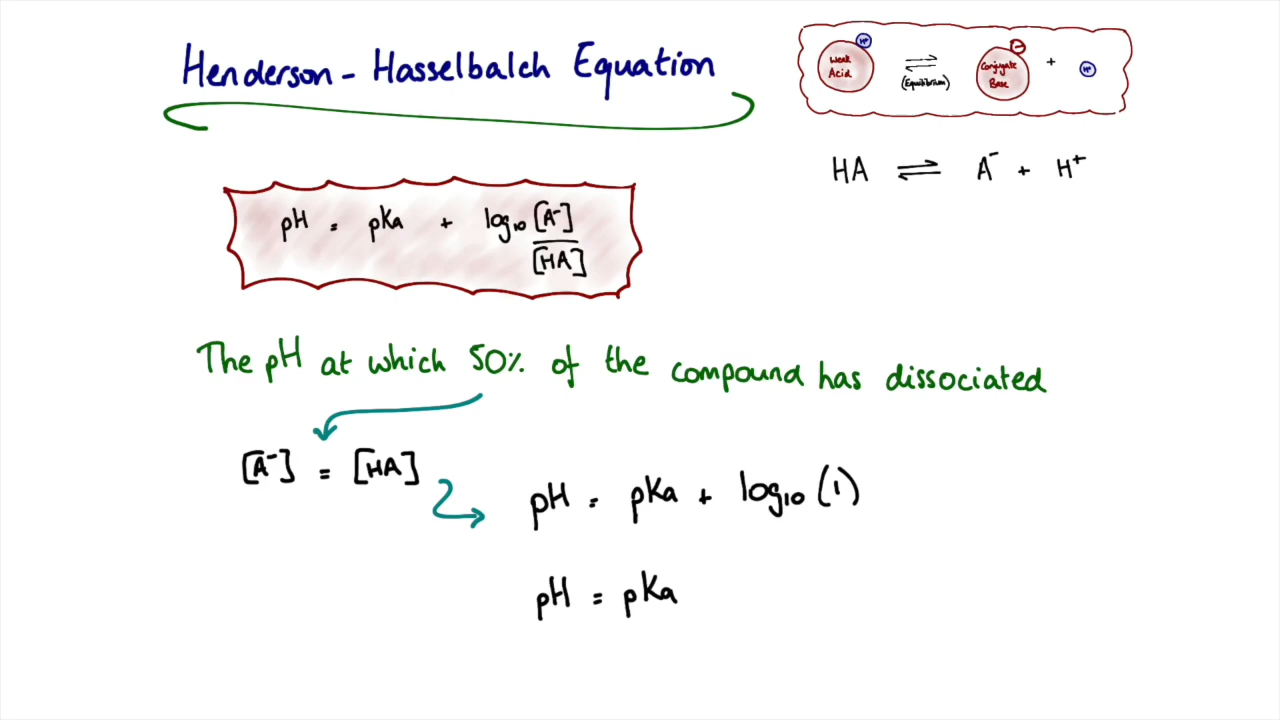 Henderson - Hasselbalch Equation
H+
Weak Acid
⇌
(Equilibrium)
−
Conjugate Base
+
H+
HA ⇌ A⁻ + H⁺
pH = pKa + log₁₀ [A⁻]
[HA]
The pH at which 50% of the compound has dissociated
[A⁻] = [HA]
pH = pKa + log₁₀ (1)
pH = pKa